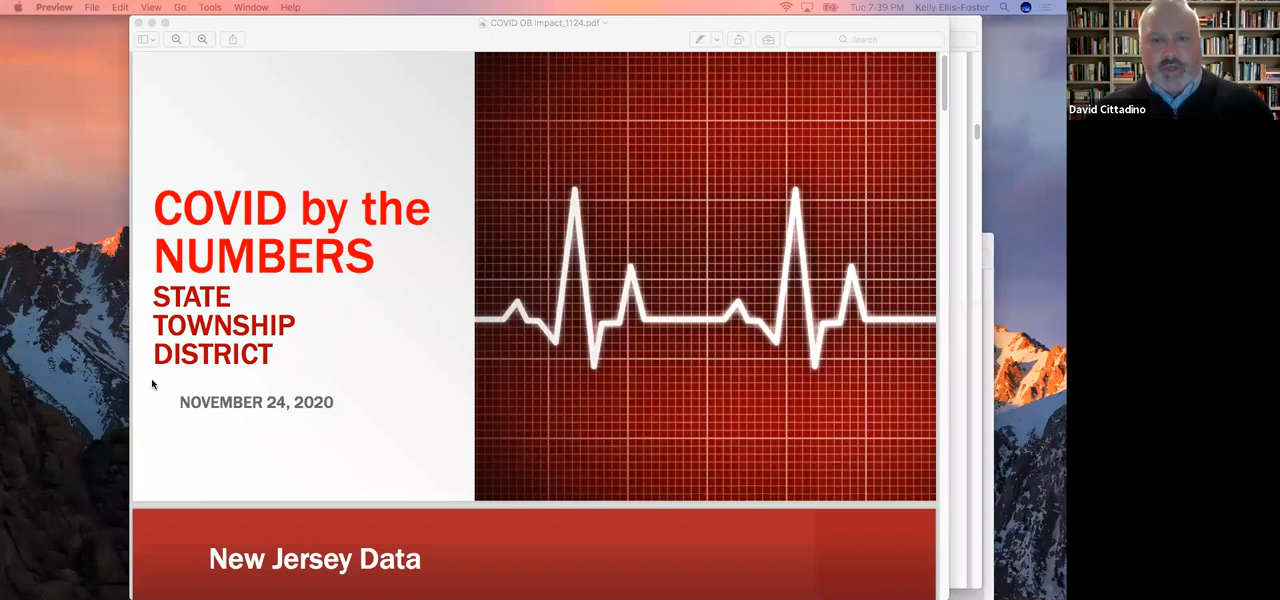 Preview File Edit View Go Tools Window Help Tue 7:39 PM Kelly Ellis-Foster
COVID OB Impact_1124.pdf
Search
David Cittadino
COVID by the
NUMBERS
STATE
TOWNSHIP
DISTRICT
NOVEMBER 24, 2020
New Jersey Data